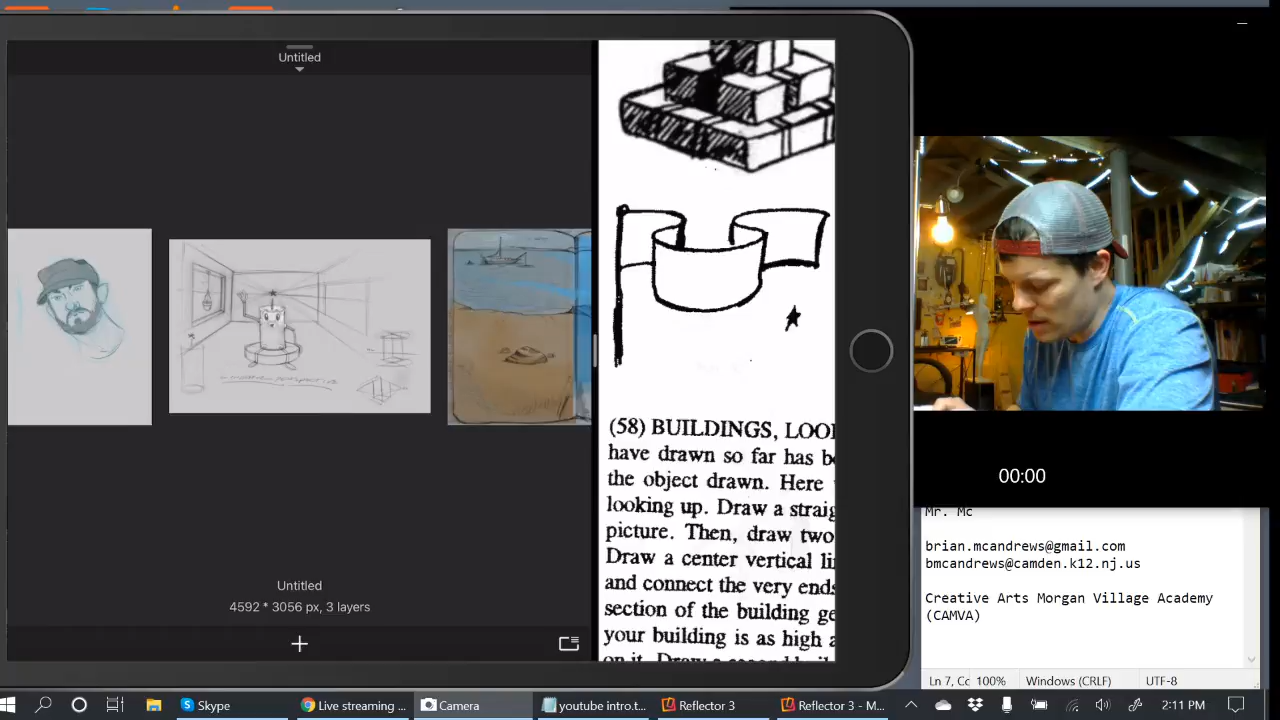 Untitled
Untitled
4592 * 3056 px, 3 layers
(58) BUILDINGS, LOO
have drawn so far has b
the object drawn. Here
looking up. Draw a straig
picture. Then, draw two
Draw a center vertical li
and connect the very ends
section of the building ge
your building is as high a
00:00
Mr. Mc
brian.mcandrews@gmail.com
bmcandrews@camden.k12.nj.us
Creative Arts Morgan Village Academy
(CAMVA)
Ln 7, Cc 100% Windows (CRLF) UTF-8
Skype Live streaming ... Camera youtube intro.t... Reflector 3 Reflector 3 - M... 2:11 PM